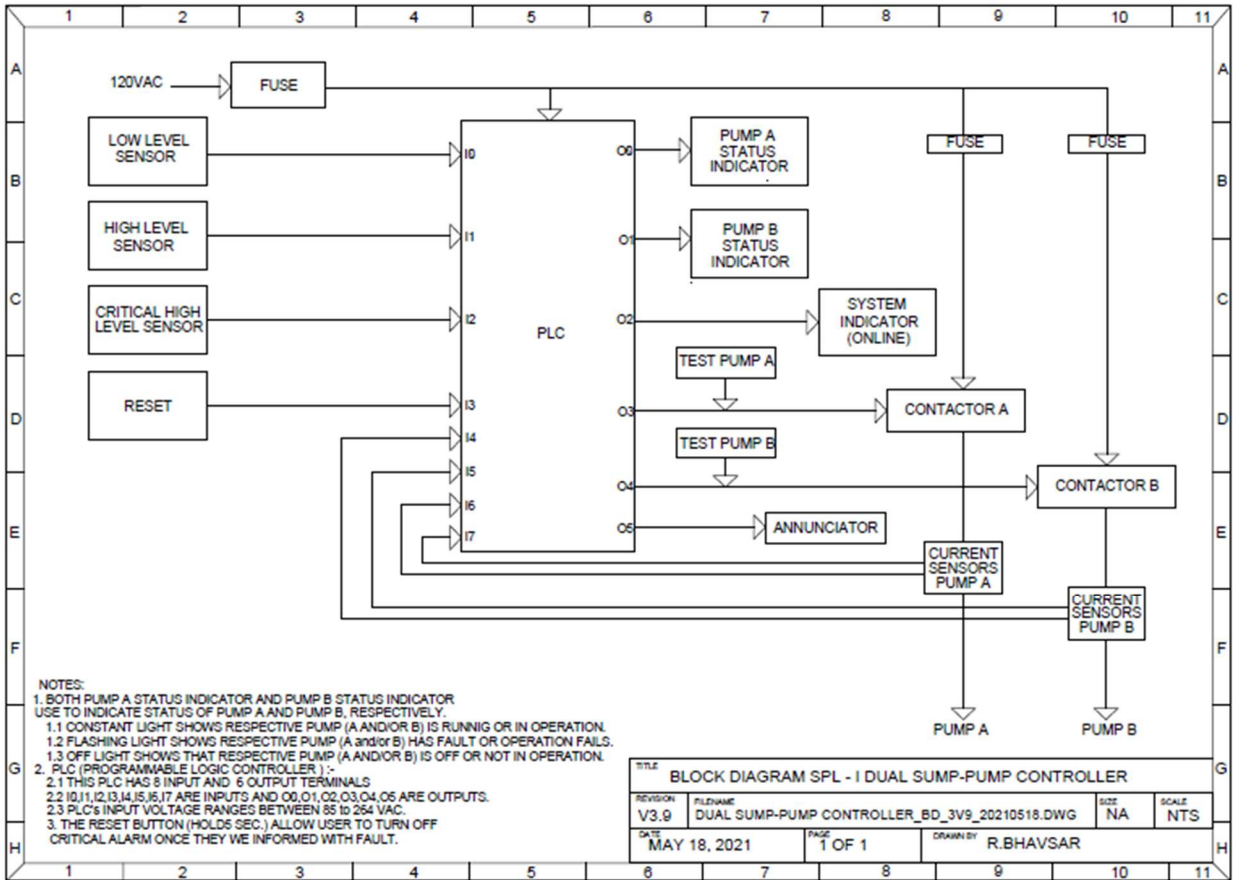 1 2 3 4 5 6 7 8 9 10 11
A
B
C
D
E
F
G
H
A
B
C
D
E
F
G
H
120VAC
FUSE
LOW LEVEL
SENSOR
HIGH LEVEL
SENSOR
CRITICAL HIGH
LEVEL SENSOR
RESET
PLC
I0
I1
I2
I3
I4
I5
I6
I7
O0
O1
O2
O3
O4
O5
PUMP A
STATUS
INDICATOR
PUMP B
STATUS
INDICATOR
SYSTEM
INDICATOR
(ONLINE)
TEST PUMP A
TEST PUMP B
ANNUNCIATOR
FUSE
FUSE
CONTACTOR A
CONTACTOR B
CURRENT
SENSORS
PUMP A
CURRENT
SENSORS
PUMP B
PUMP A
PUMP B
NOTES:
1. BOTH PUMP A STATUS INDICATOR AND PUMP B STATUS INDICATOR
USE TO INDICATE STATUS OF PUMP A AND PUMP B, RESPECTIVELY.
1.1 CONSTANT LIGHT SHOWS RESPECTIVE PUMP (A AND/OR B) IS RUNNIG OR IN OPERATION.
1.2 FLASHING LIGHT SHOWS RESPECTIVE PUMP (A and/or B) HAS FAULT OR OPERATION FAILS.
1.3 OFF LIGHT SHOWS THAT RESPECTIVE PUMP (A AND/OR B) IS OFF OR NOT IN OPERATION.
2. PLC (PROGRAMMABLE LOGIC CONTROLLER ) :-
2.1 THIS PLC HAS 8 INPUT AND 6 OUTPUT TERMINALS
2.2 I0,I1,I2,I3,I4,I5,I6,I7 ARE INPUTS AND O0,O1,O2,O3,O4,O5 ARE OUTPUTS.
2.3 PLC's INPUT VOLTAGE RANGES BETWEEN 85 to 264 VAC.
3. THE RESET BUTTON (HOLD5 SEC.) ALLOW USER TO TURN OFF
CRITICAL ALARM ONCE THEY WE INFORMED WITH FAULT.
TITLE
BLOCK DIAGRAM SPL - I DUAL SUMP-PUMP CONTROLLER
REVISION
V3.9
FILENAME
DUAL SUMP-PUMP CONTROLLER_BD_3V9_20210518.DWG
SIZE
NA
SCALE
NTS
DATE
MAY 18, 2021
PAGE
1 OF 1
DRAWN BY
R.BHAVSAR
1 2 3 4 5 6 7 8 9 10 11